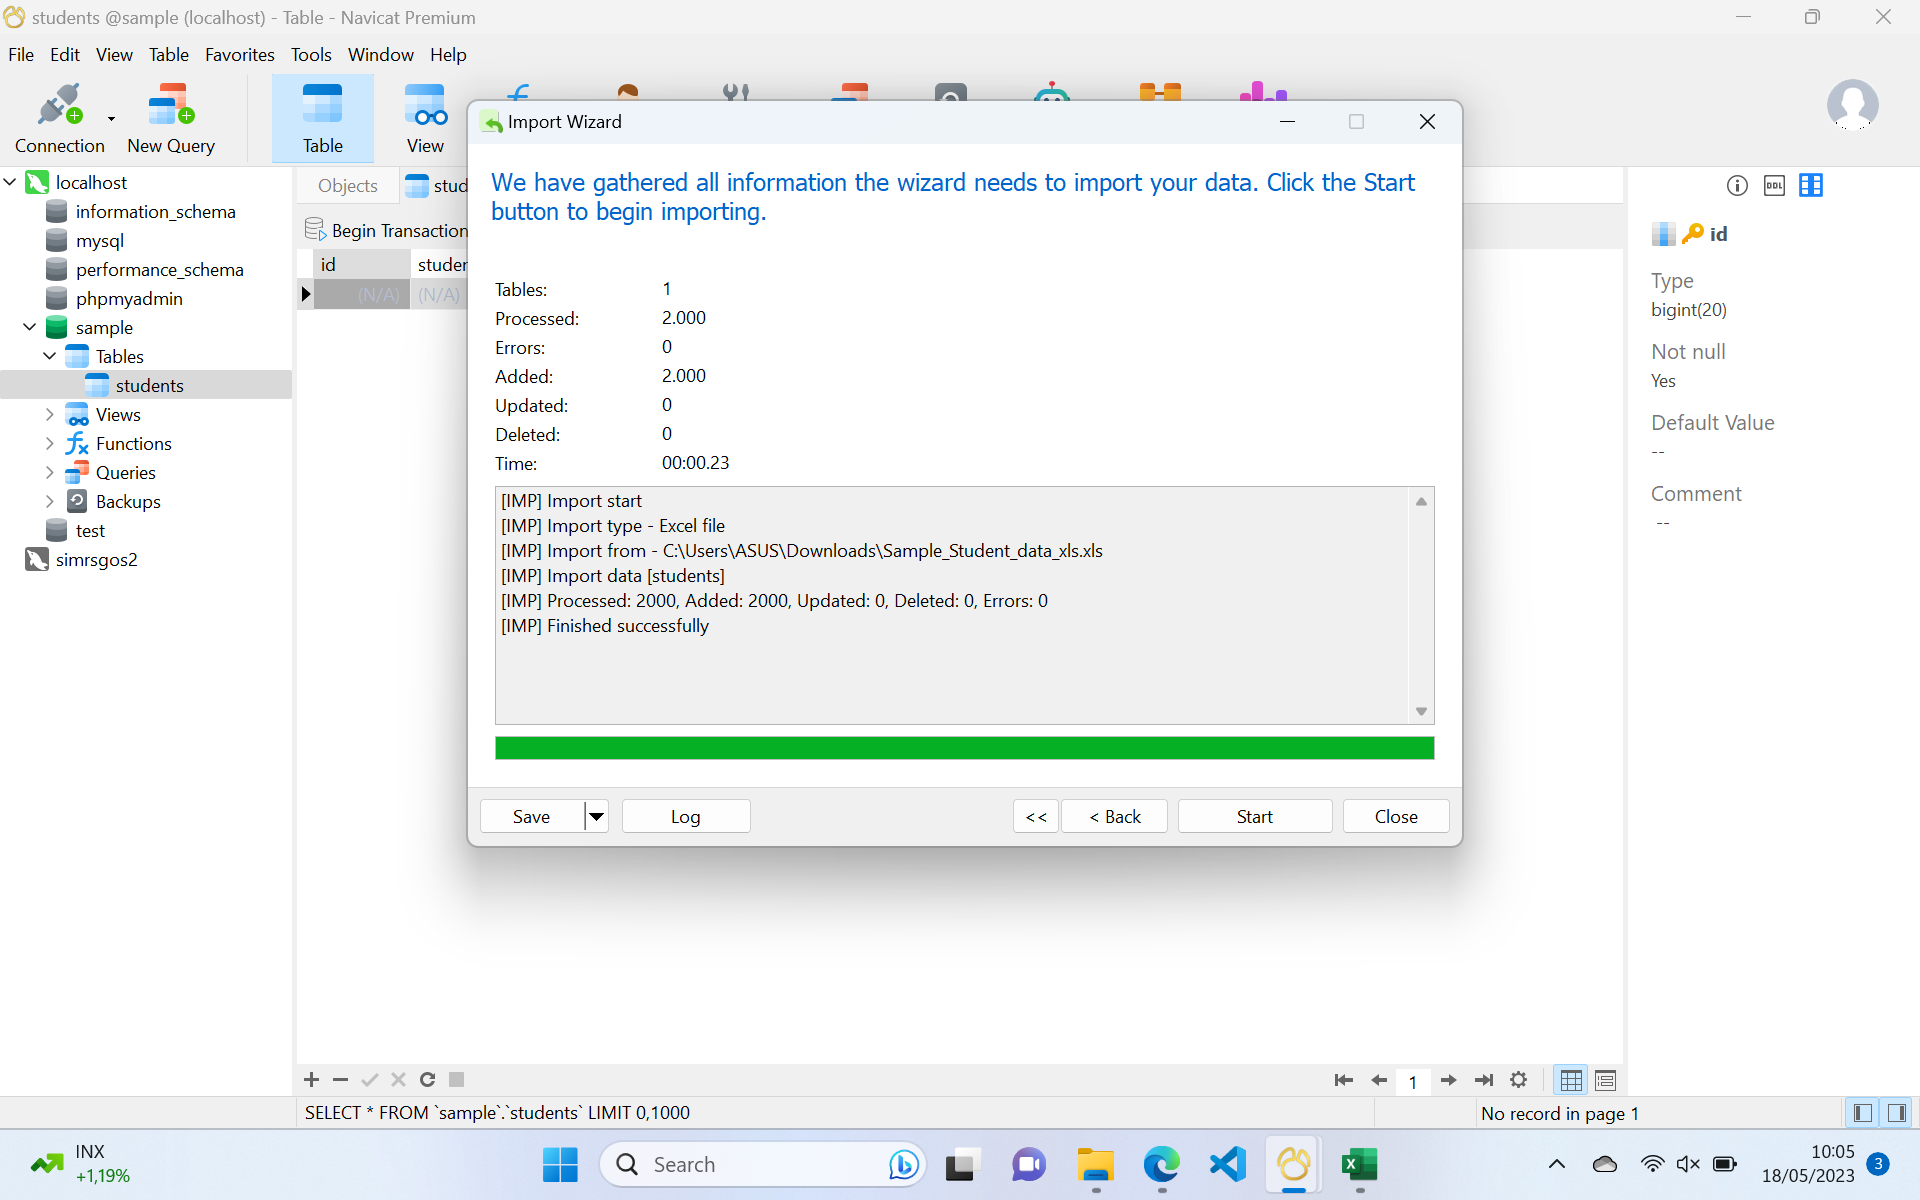 students @sample (localhost) - Table - Navicat Premium
File Edit View Table Favorites Tools Window Help
Connection New Query Table View
Import Wizard
We have gathered all information the wizard needs to import your data. Click the Start
button to begin importing.
Tables: 1
Processed: 2.000
Errors: 0
Added: 2.000
Updated: 0
Deleted: 0
Time: 00:00.23
[IMP] Import start
[IMP] Import type - Excel file
[IMP] Import from - C:\Users\ASUS\Downloads\Sample_Student_data_xls.xls
[IMP] Import data [students]
[IMP] Processed: 2000, Added: 2000, Updated: 0, Deleted: 0, Errors: 0
[IMP] Finished successfully
Save Log << < Back Start Close
localhost
information_schema
mysql
performance_schema
phpmyadmin
sample
Tables
students
Views
fx Functions
Queries
Backups
test
simrsgos2
Objects stud
Begin Transaction
id studen
(N/A) (N/A)
DDL
id
Type
bigint(20)
Not null
Yes
Default Value
--
Comment
--
1
SELECT * FROM `sample`.`students` LIMIT 0,1000
No record in page 1
INX
+1,19%
Search
10:05
18/05/2023
3